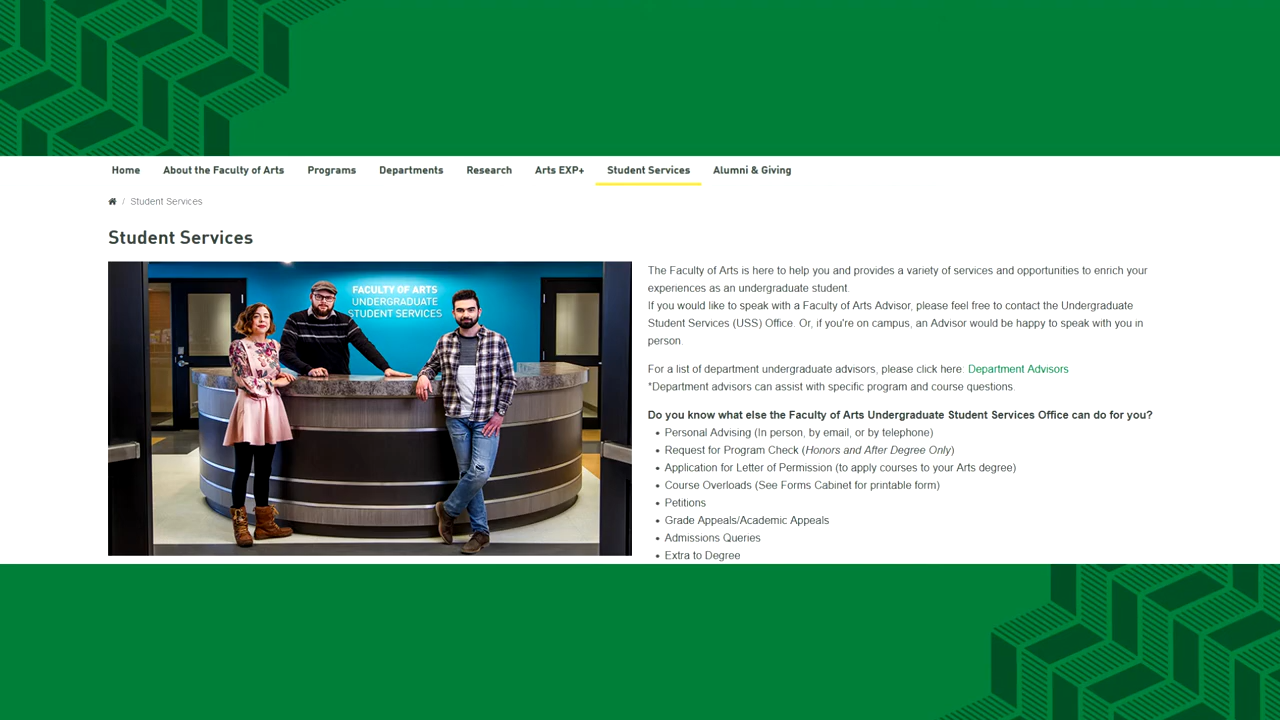 Home About the Faculty of Arts Programs Departments Research Arts EXP+ Student Services Alumni & Giving
/ Student Services
Student Services
FACULTY OF ARTS
UNDERGRADUATE
STUDENT SERVICES
The Faculty of Arts is here to help you and provides a variety of services and opportunities to enrich your
experiences as an undergraduate student.
If you would like to speak with a Faculty of Arts Advisor, please feel free to contact the Undergraduate
Student Services (USS) Office. Or, if you're on campus, an Advisor would be happy to speak with you in
person.
For a list of department undergraduate advisors, please click here: Department Advisors
*Department advisors can assist with specific program and course questions.
Do you know what else the Faculty of Arts Undergraduate Student Services Office can do for you?
• Personal Advising (In person, by email, or by telephone)
• Request for Program Check (Honors and After Degree Only)
• Application for Letter of Permission (to apply courses to your Arts degree)
• Course Overloads (See Forms Cabinet for printable form)
• Petitions
• Grade Appeals/Academic Appeals
• Admissions Queries
• Extra to Degree